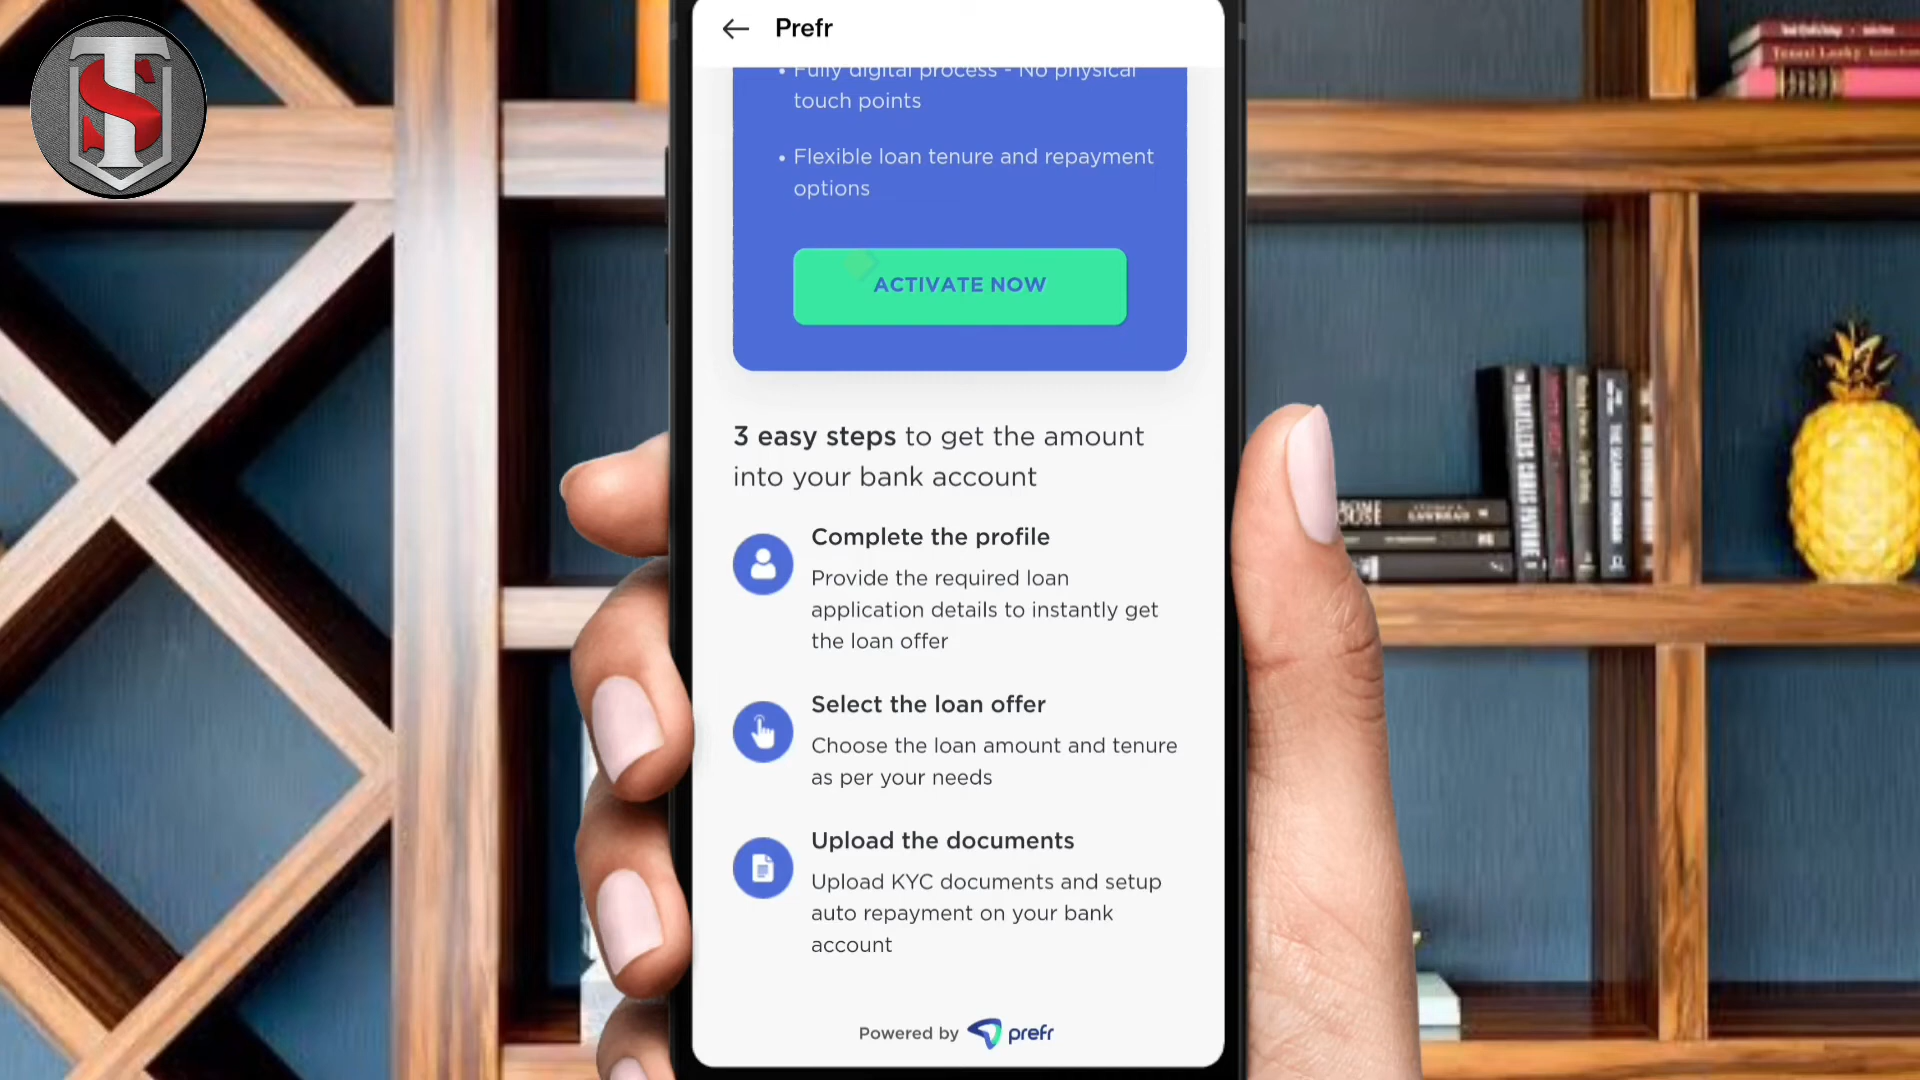 Prefr
• Fully digital process - No physical
touch points
• Flexible loan tenure and repayment
options
ACTIVATE NOW
3 easy steps to get the amount
into your bank account
Complete the profile
Provide the required loan
application details to instantly get
the loan offer
Select the loan offer
Choose the loan amount and tenure
as per your needs
Upload the documents
Upload KYC documents and setup
auto repayment on your bank
account
Powered by prefr